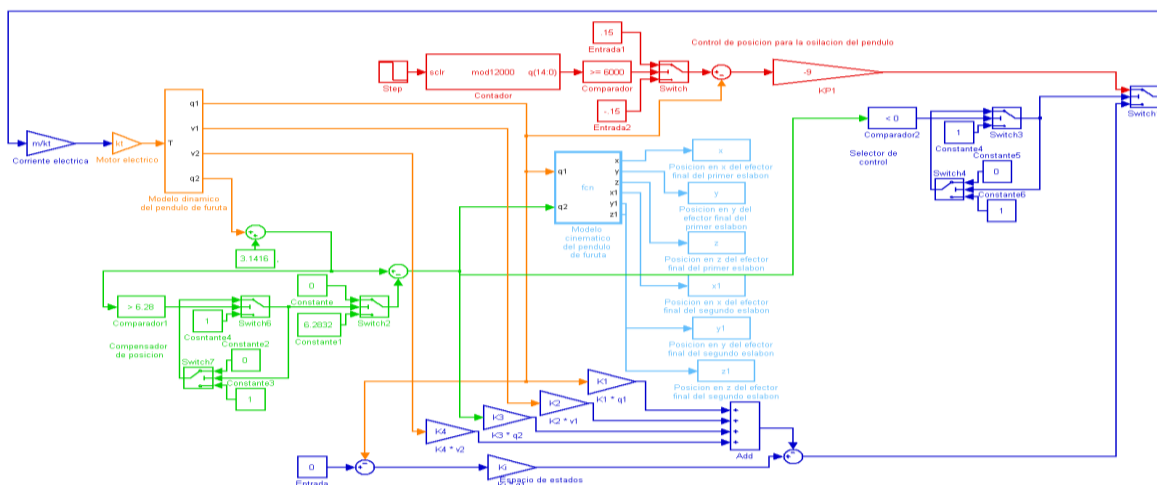 .15
Entrada1
Control de posicion para la osilacion del pendulo
Step
sclr mod12000 q(14:0)
Contador
>= 6000
Comparador
Switch
-.15
Entrada2
-9
KP1
Switch1
m/kt
Corriente electrica
kt
Motor electrico
T
q1
v1
v2
q2
Modelo dinamico
del pendulo de furuta
< 0
Comparador2
Selector de
control
1
Constante4
Switch3
Constante5
Switch4
0
Constante6
1
q1
q2
fcn
x
y
z
x1
y1
z1
Modelo
cinematico
del pendulo
de furuta
x
Posicion en x del efector
final del primer eslabon
y
Posicion en y del
efector final del
primer eslabon
z
Posicion en z del efector
final del primer eslabon
x1
Posicion en x del efector
final del segundo eslabon
y1
Posicion en y del efector
final del segundo eslabon
z1
Posicion en z del efector
final del segundo eslabon
3.1416
> 6.28
Comparador1
Compensador
de posicion
1
Cosntante4
Switch6
Constante2
Switch7
0
Constante3
1
0
Constante
6.2832
Constante1
Switch2
K1
K1 * q1
K2
K2 * v1
K3
K3 * q2
K4
K4 * v2
Add
0
Entrada
Ki
Espacio de estados